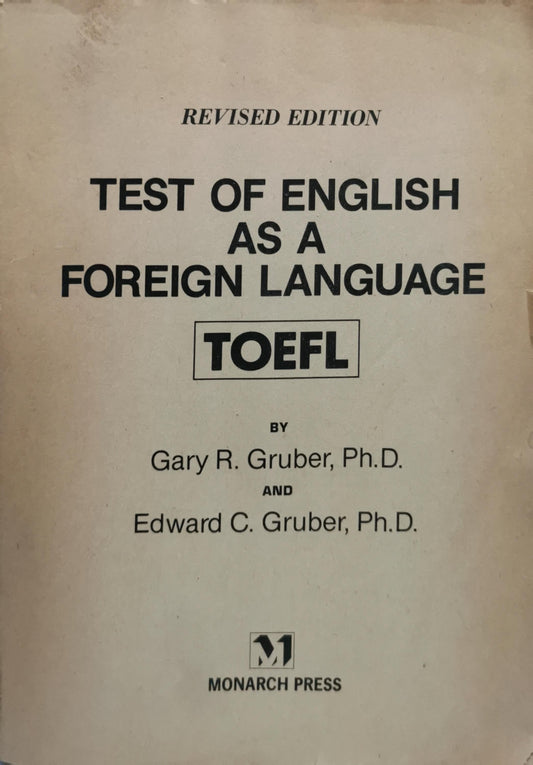 REVISED EDITION
TEST OF ENGLISH
AS A
FOREIGN LANGUAGE
TOEFL
BY
Gary R. Gruber, Ph.D.
AND
Edward C. Gruber, Ph.D.
M
MONARCH PRESS